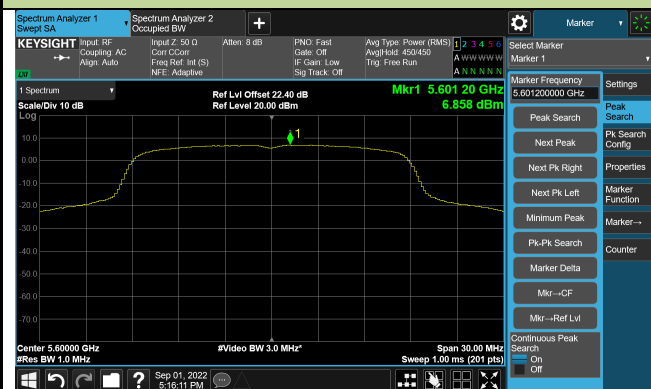 Spectrum Analyzer 1
Swept SA
Spectrum Analyzer 2
Occupied BW
+
Marker
KEYSIGHT
Input: RF
Coupling: AC
Align: Auto
Input Z: 50 Ω
Corr CCorr
Freq Ref: Int (S)
NFE: Adaptive
Atten: 8 dB
PNO: Fast
Gate: Off
IF Gain: Low
Sig Track: Off
Avg Type: Power (RMS)
Avg|Hold: 450/450
Trig: Free Run
1 2 3 4 5 6
A W W W W W
A N N N N N
LXI
Select Marker
Marker 1
1 Spectrum
Scale/Div 10 dB
Log
Ref Lvl Offset 22.40 dB
Ref Level 20.00 dBm
Mkr1 5.601 20 GHz
6.858 dBm
1
10.0
0.00
-10.0
-20.0
-30.0
-40.0
-50.0
-60.0
-70.0
Center 5.60000 GHz
#Res BW 1.0 MHz
#Video BW 3.0 MHz*
Span 30.00 MHz
Sweep 1.00 ms (201 pts)
Marker Frequency
5.601200000 GHz
Peak Search
Next Peak
Next Pk Right
Next Pk Left
Minimum Peak
Pk-Pk Search
Marker Delta
Mkr→CF
Mkr→Ref Lvl
Continuous Peak
Search
On
Off
Settings
Peak
Search
Pk Search
Config
Properties
Marker
Function
Marker→
Counter
?
Sep 01, 2022
5:16:11 PM